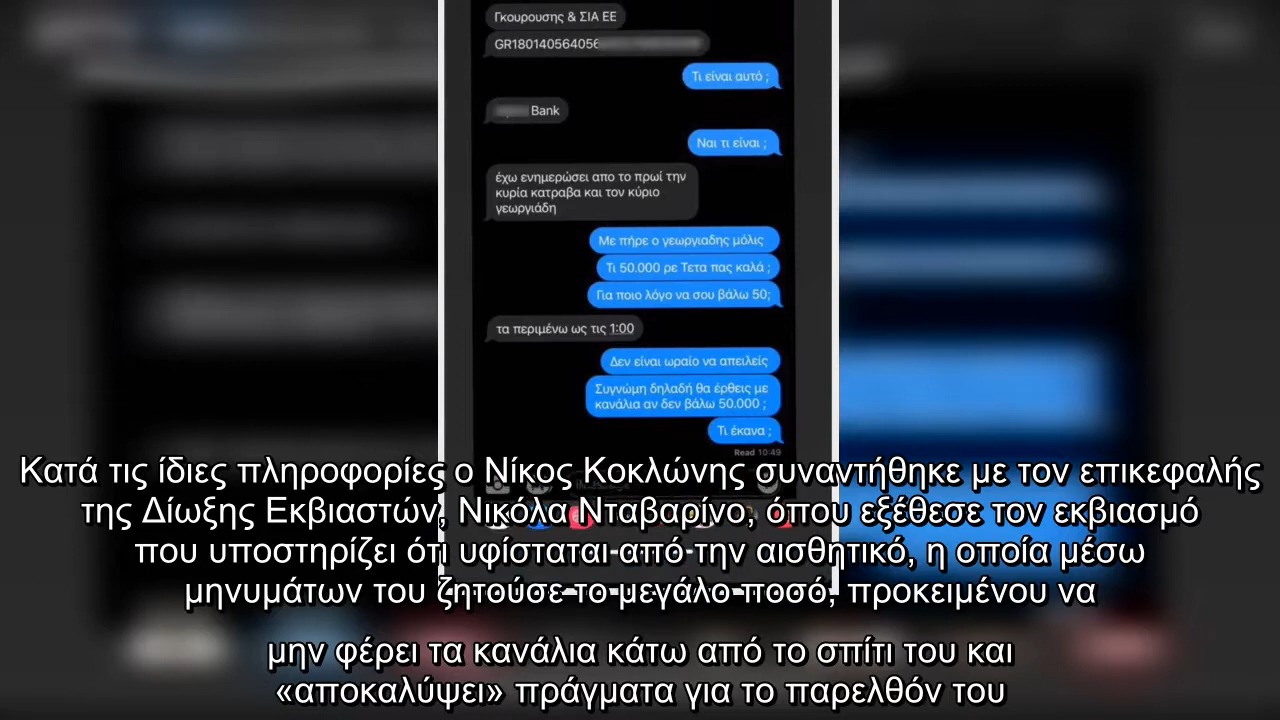 Γκουρουσης & ΣΙΑ ΕΕ
GR180140564056
Τι είναι αυτό ;
Bank
Ναι τι είναι ;
έχω ενημερώσει απο το πρωί την
κυρία κατραβα και τον κύριο
γεωργιάδη
Με πήρε ο γεωργιαδης μόλις
Τι 50.000 ρε Τετα πας καλά ;
Για ποιο λόγο να σου βάλω 50;
τα περιμένω ως τις 1:00
Δεν είναι ωραίο να απειλείς
Συγνώμη δηλαδή θα έρθεις με
κανάλια αν δεν βάλω 50.000 ;
Τι έκανα ;
Read 10:49
Κατά τις ίδιες πληροφορίες ο Νίκος Κοκλώνης συναντήθηκε με τον επικεφαλής
της Δίωξης Εκβιαστών, Νικόλα Νταβαρίνο, όπου εξέθεσε τον εκβιασμό
που υποστηρίζει ότι υφίσταται από την αισθητικό, η οποία μέσω
μηνυμάτων του ζητούσε το μεγάλο ποσό, προκειμένου να
μην φέρει τα κανάλια κάτω από το σπίτι του και
«αποκαλύψει» πράγματα για το παρελθόν του